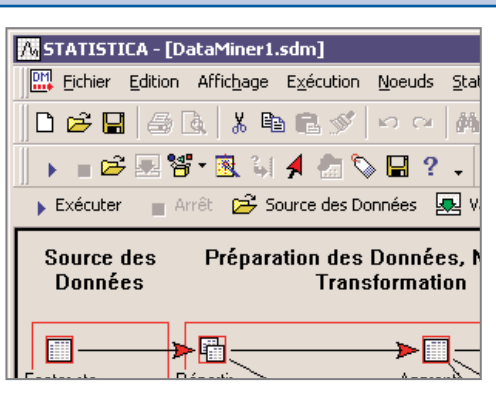 STATISTICA - [DataMiner1.sdm]
DM Fichier Edition Affichage Exécution Noeuds
Exécuter Arrêt Source des Données
Source des Préparation des Données,
Données Transformation